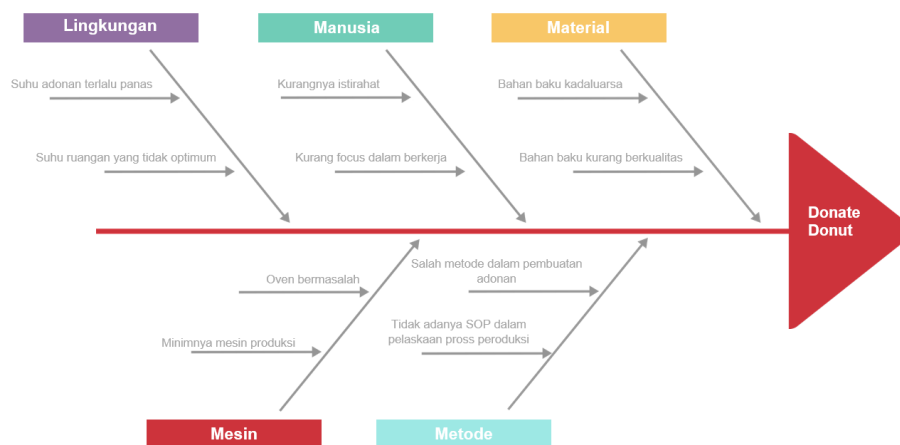 Lingkungan
Manusia
Material
Suhu adonan terlalu panas
Kurangnya istirahat
Bahan baku kadaluarsa
Suhu ruangan yang tidak optimum
Kurang focus dalam berkerja
Bahan baku kurang berkualitas
Donate
Donut
Oven bermasalah
Salah metode dalam pembuatan
adonan
Minimnya mesin produksi
Tidak adanya SOP dalam
pelaskaan pross peroduksi
Mesin
Metode